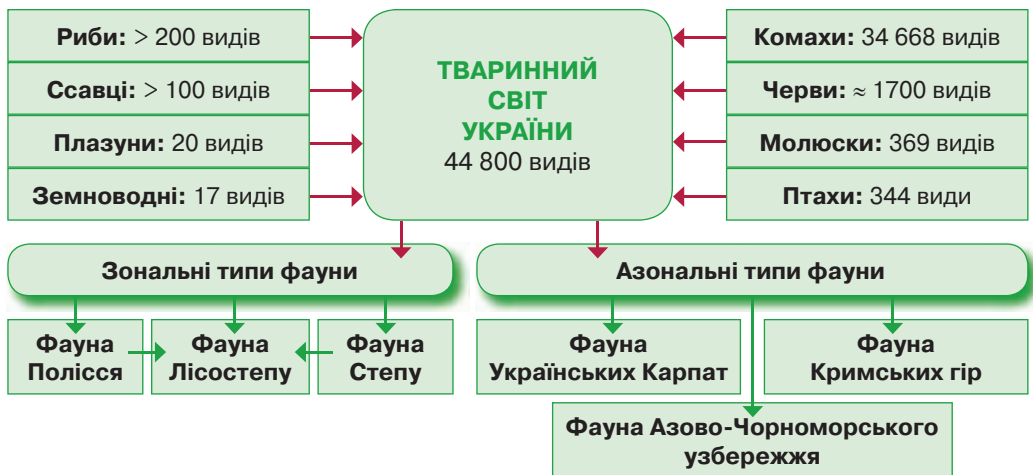 Риби: > 200 видів
Ссавці: > 100 видів
Плазуни: 20 видів
Земноводні: 17 видів
ТВАРИННИЙ
СВІТ
УКРАЇНИ
44 800 видів
Комахи: 34 668 видів
Черви: ≈ 1700 видів
Молюски: 369 видів
Птахи: 344 види
Зональні типи фауни
Азональні типи фауни
Фауна
Полісся
Фауна
Лісостепу
Фауна
Степу
Фауна
Українських Карпат
Фауна
Кримських гір
Фауна Азово-Чорноморського
узбережжя